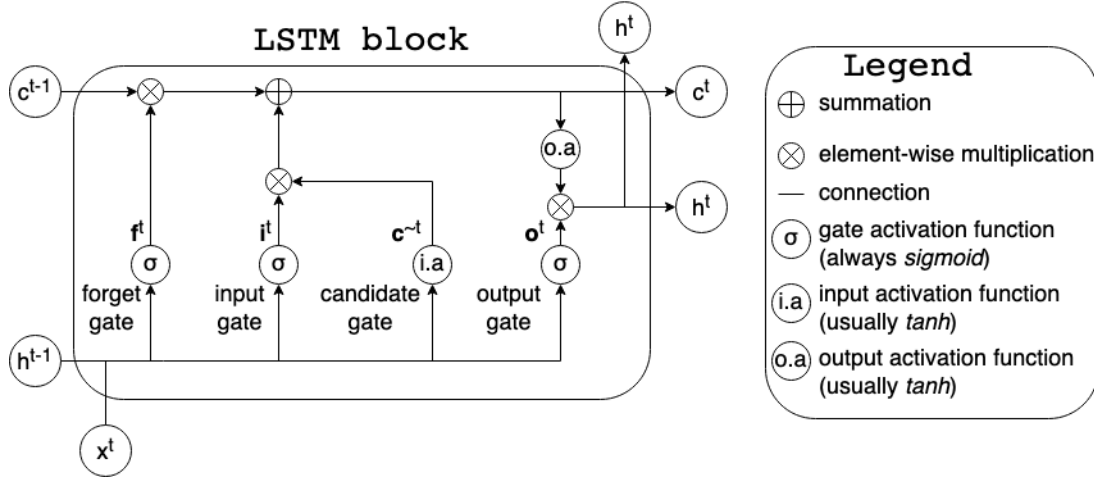 LSTM block
h^t
c^{t-1}
c^t
o.a
h^t
f^t
i^t
c^{~t}
o^t
σ
σ
i.a
σ
forget gate
input gate
candidate gate
output gate
h^{t-1}
x^t
Legend
summation
element-wise multiplication
connection
σ
gate activation function
(always sigmoid)
i.a
input activation function
(usually tanh)
o.a
output activation function
(usually tanh)